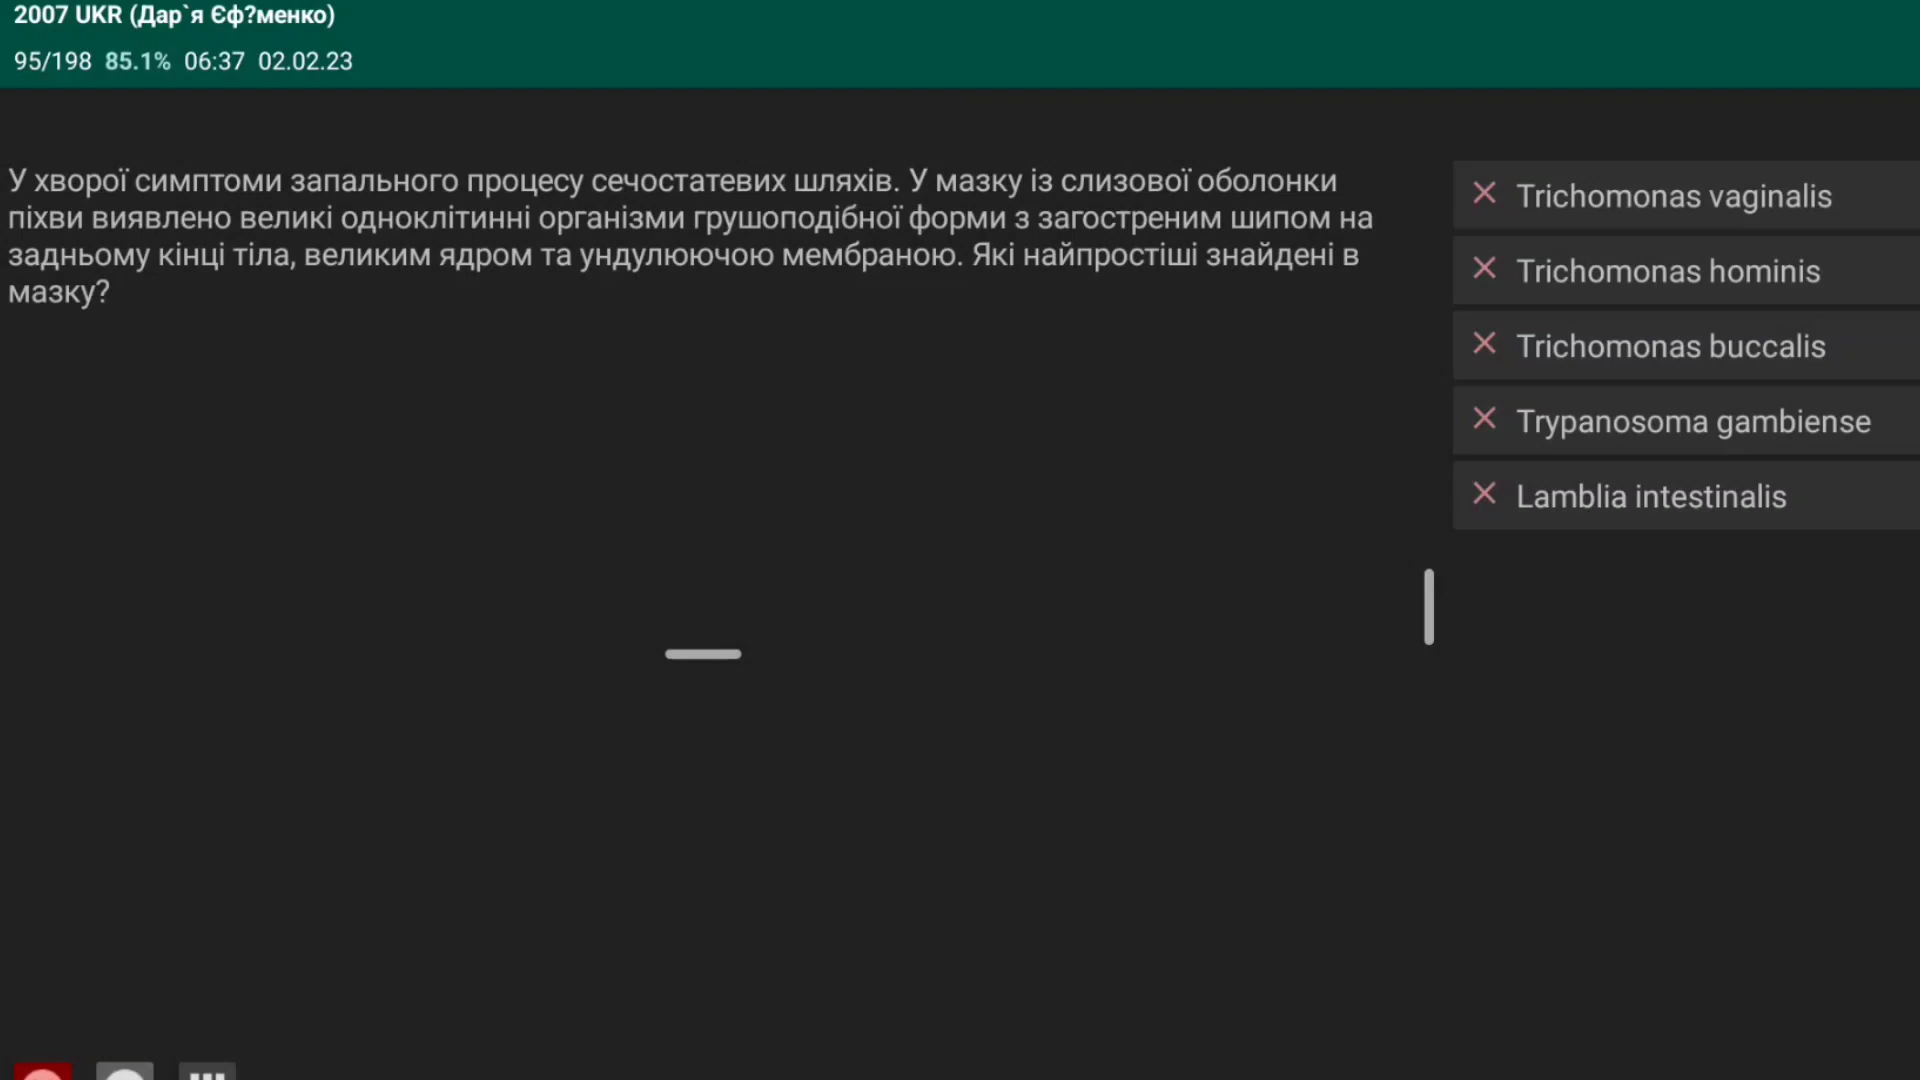 2007 UKR (Дар`я Єф?менко)
95/198 85.1% 06:37 02.02.23
У хворої симптоми запального процесу сечостатевих шляхів. У мазку із слизової оболонки
піхви виявлено великі одноклітинні організми грушоподібної форми з загостреним шипом на
задньому кінці тіла, великим ядром та ундулюючою мембраною. Які найпростіші знайдені в
мазку?
Trichomonas vaginalis
Trichomonas hominis
Trichomonas buccalis
Trypanosoma gambiense
Lamblia intestinalis